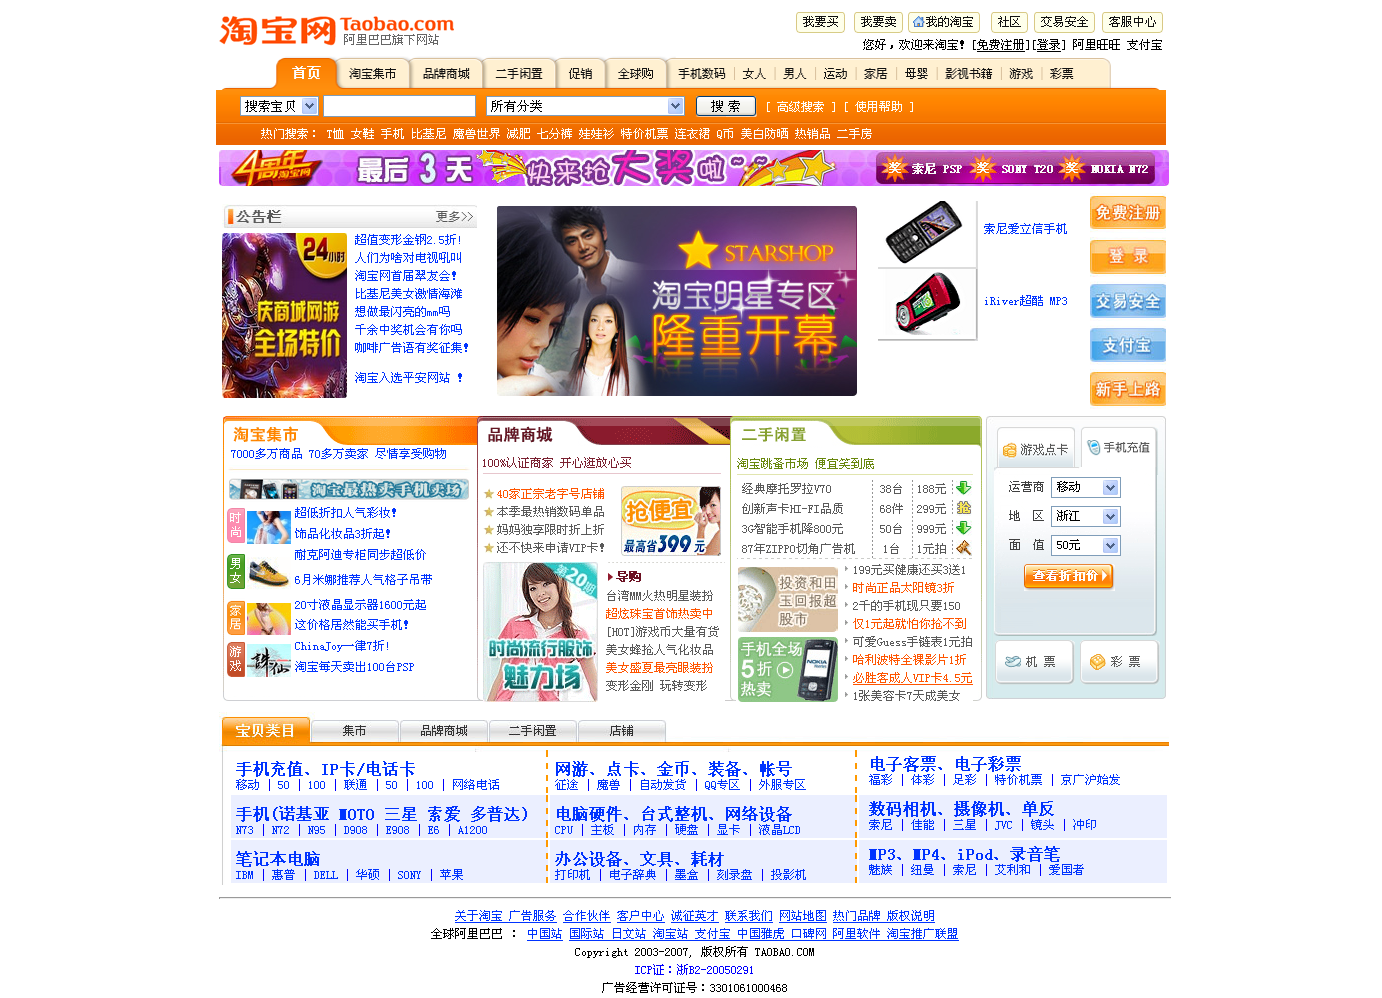 淘宝网 Taobao.com
阿里巴巴旗下网站
我要买 我要卖 我的淘宝 社区 交易安全 客服中心
您好,欢迎来淘宝! [免费注册][登录] 阿里旺旺 支付宝
首页 淘宝集市 品牌商城 二手闲置 促销 全球购 手机数码 女人 男人 运动 家居 母婴 影视书籍 游戏 彩票
搜索宝贝 所有分类 搜 索 [ 高级搜索 ] [ 使用帮助 ]
热门搜索: T恤 女鞋 手机 比基尼 魔兽世界 减肥 七分裤 娃娃衫 特价机票 连衣裙 Q币 美白防晒 热销品 二手房
4周年 淘宝网 最后 3 天 快来抢大奖啦~~ 奖 索尼 PSP 奖 SONY T20 奖 NOKIA N72
公告栏 更多>>
24小时
庆商城网游
全场特价
超值变形金钢2.5折!
人们为啥对电视吼叫
淘宝网首届翠友会!
比基尼美女激情海滩
想做最闪亮的mm吗
千余中奖机会有你吗
咖啡广告语有奖征集!
淘宝入选平安网站 !
STARSHOP
淘宝明星专区
隆重开幕
索尼爱立信手机
iRiver超酷 MP3
免费注册
登 录
交易安全
支付宝
新手上路
淘宝集市
7000多万商品 70多万卖家 尽情享受购物
淘宝最热卖手机卖场
时尚
超低折扣人气彩妆!
饰品化妆品3折起!
男女
耐克阿迪专柜同步超低价
6月米娜推荐人气格子吊带
家居
20寸液晶显示器1600元起
这价格居然能买手机!
游戏
诛仙
ChinaJoy一律7折!
淘宝每天卖出100台PSP
品牌商城
100%认证商家 开心逛放心买
40家正宗老字号店铺
本季最热销数码单品
妈妈独享限时折上折
还不快来申请VIP卡!
抢便宜
最高省399元
第20期
时尚流行服饰
魅力场
导购
台湾MM火热明星装扮
超炫珠宝首饰热卖中
[HOT]游戏币大量有货
美女蜂抢人气化妆品
美女盛夏最亮眼装扮
变形金刚 玩转变形
二手闲置
淘宝跳蚤市场 便宜笑到底
经典摩托罗拉V70 38台 188元
创新声卡HI-FI品质 68件 299元
3G智能手机降800元 50台 999元
87年ZIPPO切角广告机 1台 1元拍
投资和田
玉回报超
股市
手机全场
5折
热卖
NOKIA
199元买健康还买3送1
时尚正品太阳镜3折
2千的手机现只要150
仅1元起就怕你抢不到
可爱Guess手链表1元拍
哈利波特全裸影片1折
必胜客成人VIP卡4.5元
1张美容卡7天成美女
游戏点卡 手机充值
运营商 移动
地 区 浙江
面 值 50元
查看折扣价
机 票 彩 票
宝贝类目 集市 品牌商城 二手闲置 店铺
手机充值、IP卡/电话卡
移动 | 50 | 100 | 联通 | 50 | 100 | 网络电话
网游、点卡、金币、装备、帐号
征途 | 魔兽 | 自动发货 | QQ专区 | 外服专区
电子客票、电子彩票
福彩 | 体彩 | 足彩 | 特价机票 | 京广沪始发
手机(诺基亚 MOTO 三星 索爱 多普达)
N73 | N72 | N95 | D908 | E908 | E6 | A1200
电脑硬件、台式整机、网络设备
CPU | 主板 | 内存 | 硬盘 | 显卡 | 液晶LCD
数码相机、摄像机、单反
索尼 | 佳能 | 三星 | JVC | 镜头 | 冲印
笔记本电脑
IBM | 惠普 | DELL | 华硕 | SONY | 苹果
办公设备、文具、耗材
打印机 | 电子辞典 | 墨盒 | 刻录盘 | 投影机
MP3、MP4、iPod、录音笔
魅族 | 纽曼 | 索尼 | 艾利和 | 爱国者
关于淘宝 广告服务 合作伙伴 客户中心 诚征英才 联系我们 网站地图 热门品牌 版权说明
全球阿里巴巴 : 中国站 国际站 日文站 淘宝站 支付宝 中国雅虎 口碑网 阿里软件 淘宝推广联盟
Copyright 2003-2007, 版权所有 TAOBAO.COM
ICP证:浙B2-20050291
广告经营许可证号:3301061000468